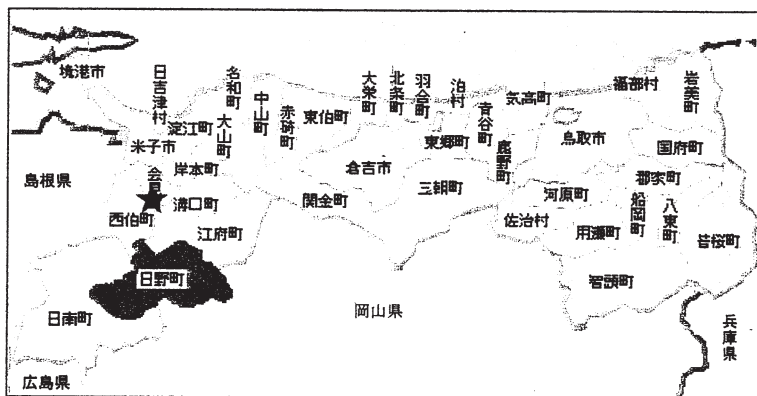 境港市
日吉津村
淀江町
米子市
名和町
大山町
中山町
赤碕町
東伯町
大栄町
北条町
羽合町
泊村
東郷町
青谷町
気高町
鹿野町
鳥取市
福部村
岩美町
国府町
郡家町
河原町
船岡町
八東町
若桜町
用瀬町
佐治村
智頭町
倉吉市
三朝町
関金町
岸本町
会見
溝口町
西伯町
江府町
日野町
日南町
島根県
広島県
岡山県
兵庫県